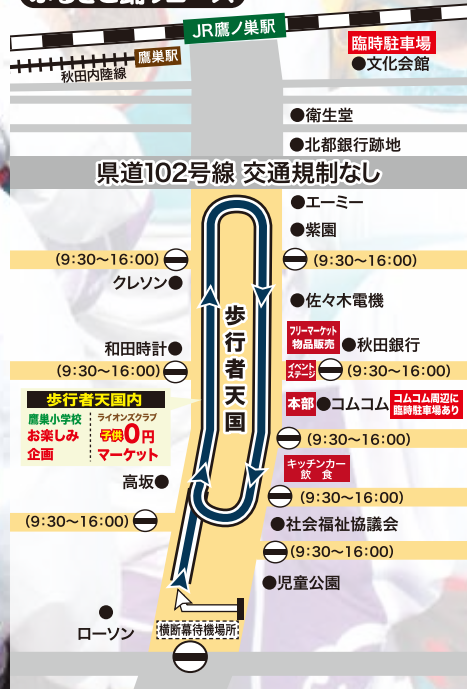 JR鷹ノ巣駅
鷹巣駅
秋田内陸線
臨時駐車場
●文化会館
●衛生堂
●北都銀行跡地
県道102号線 交通規制なし
●エーミー
●紫園
(9:30〜16:00)
(9:30〜16:00)
クレソン●
●佐々木電機
歩行者天国
フリーマーケット
物品販売
●秋田銀行
和田時計●
(9:30〜16:00)
イベント
ステージ
(9:30〜16:00)
歩行者天国内
鷹巣小学校
お楽しみ
企画
ライオンズクラブ
子供0円
マーケット
本部
●コムコム
コムコム周辺に
臨時駐車場あり
(9:30〜16:00)
キッチンカー
飲食
高坂●
(9:30〜16:00)
(9:30〜16:00)
●社会福祉協議会
(9:30〜16:00)
●児童公園
●
ローソン
横断幕待機場所